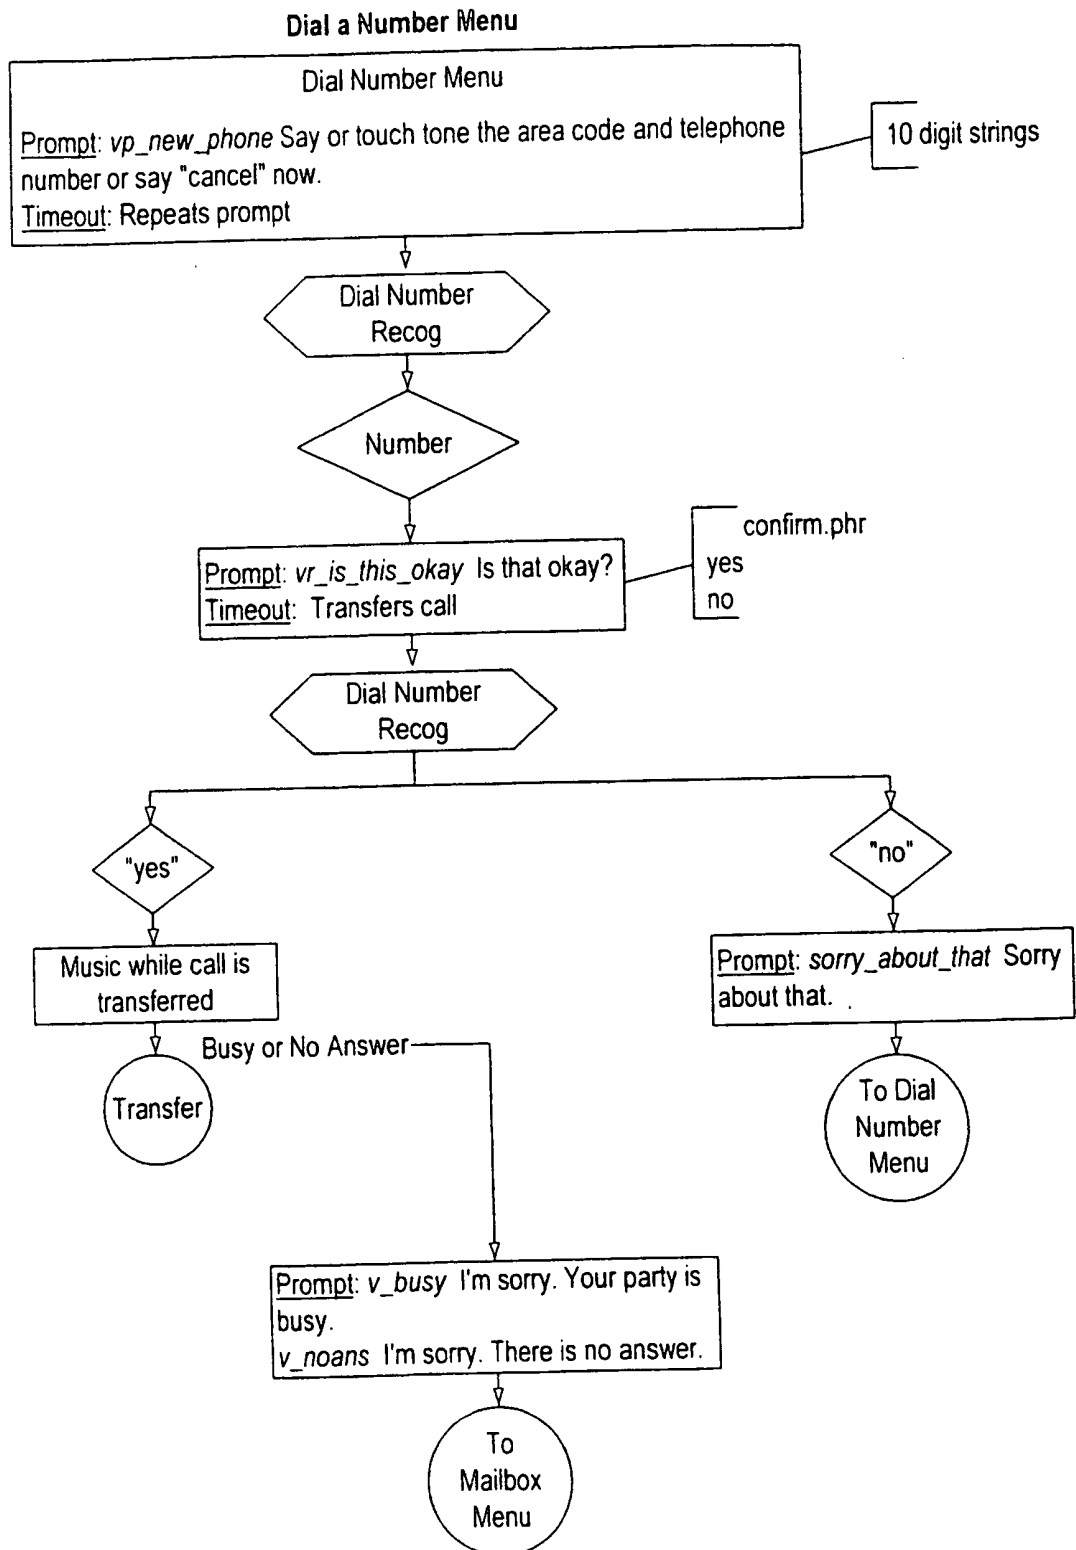 Dial a Number Menu
Dial Number Menu
Prompt: vp_new_phone Say or touch tone the area code and telephone
number or say "cancel" now.
Timeout: Repeats prompt
10 digit strings
Dial Number
Recog
Number
Prompt: vr_is_this_okay Is that okay?
Timeout: Transfers call
confirm.phr
yes
no
Dial Number
Recog
"yes"
"no"
Music while call is
transferred
Prompt: sorry_about_that Sorry
about that.
Busy or No Answer
Transfer
To Dial
Number
Menu
Prompt: v_busy I'm sorry. Your party is
busy.
v_noans I'm sorry. There is no answer.
To
Mailbox
Menu